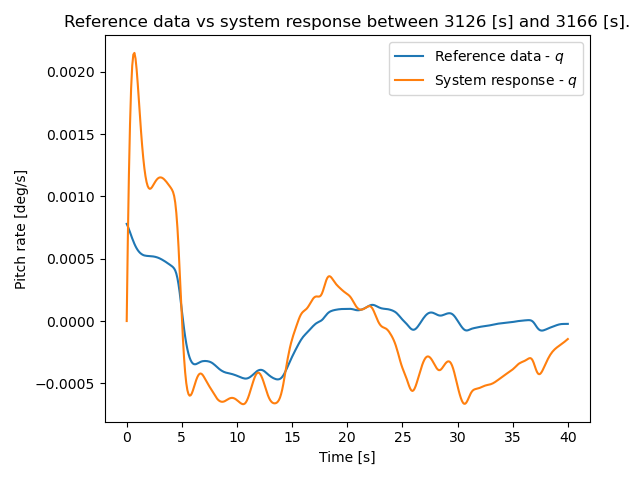 Reference data vs system response between 3126 [s] and 3166 [s].
Reference data - q
System response - q
0.0020
0.0015
0.0010
0.0005
0.0000
−0.0005
Pitch rate [deg/s]
0 5 10 15 20 25 30 35 40
Time [s]